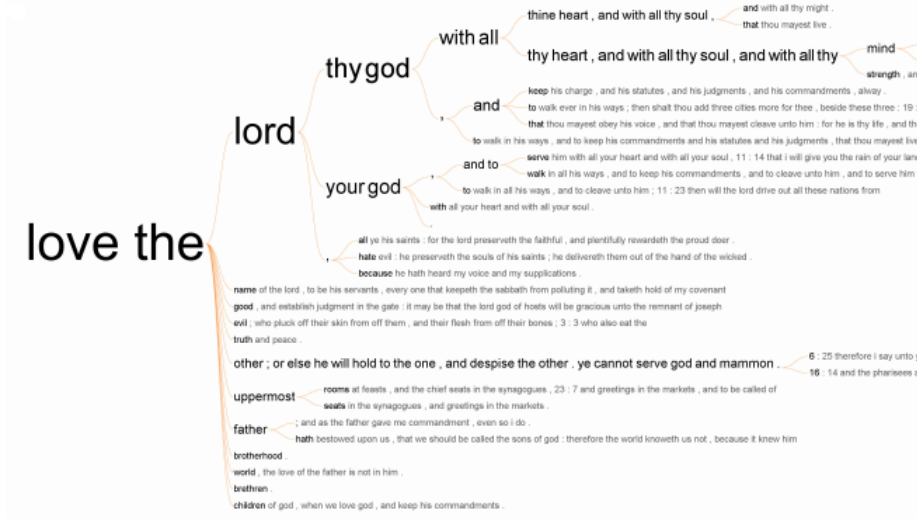 love the
lord
thy god
with all
thine heart , and with all thy soul ,
and with all thy might .
that thou mayest live .
thy heart , and with all thy soul , and with all thy
mind
strength , an
,
and
keep his charge , and his statutes , and his judgments , and his commandments , alway .
to walk ever in his ways ; then shalt thou add three cities more for thee , beside these three : 19 :
that thou mayest obey his voice , and that thou mayest cleave unto him : for he is thy life , and th
to walk in his ways , and to keep his commandments and his statutes and his judgments , that thou mayest live
your god
,
and to
serve him with all your heart and with all your soul , 11 : 14 that i will give you the rain of your lan
walk in all his ways , and to keep his commandments , and to cleave unto him , and to serve him
to walk in all his ways , and to cleave unto him ; 11 : 23 then will the lord drive out all these nations from
with all your heart and with all your soul .
.
,
all ye his saints : for the lord preserveth the faithful , and plentifully rewardeth the proud doer .
hate evil : he preserveth the souls of his saints ; he delivereth them out of the hand of the wicked .
because he hath heard my voice and my supplications .
name of the lord , to be his servants , every one that keepeth the sabbath from polluting it , and taketh hold of my covenant
good , and establish judgment in the gate : it may be that the lord god of hosts will be gracious unto the remnant of joseph
evil ; who pluck off their skin from off them , and their flesh from off their bones ; 3 : 3 who also eat the
truth and peace .
other ; or else he will hold to the one , and despise the other . ye cannot serve god and mammon .
6 : 25 therefore i say unto y
16 : 14 and the pharisees a
uppermost
rooms at feasts , and the chief seats in the synagogues , 23 : 7 and greetings in the markets , and to be called of
seats in the synagogues , and greetings in the markets .
father
; and as the father gave me commandment , even so i do .
hath bestowed upon us , that we should be called the sons of god : therefore the world knoweth us not , because it knew him
brotherhood .
world , the love of the father is not in him .
brethren .
children of god , when we love god , and keep his commandments .